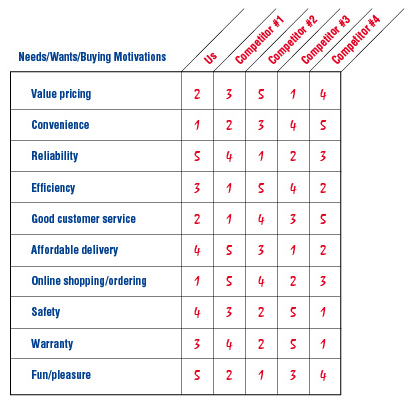 Needs/Wants/Buying Motivations Us Competitor #1 Competitor #2 Competitor #3 Competitor #4
Value pricing 2 3 5 1 4
Convenience 1 2 3 4 5
Reliability 5 4 1 2 3
Efficiency 3 1 5 4 2
Good customer service 2 1 4 3 5
Affordable delivery 4 5 3 1 2
Online shopping/ordering 1 5 4 2 3
Safety 4 3 2 5 1
Warranty 3 4 2 5 1
Fun/pleasure 5 2 1 3 4